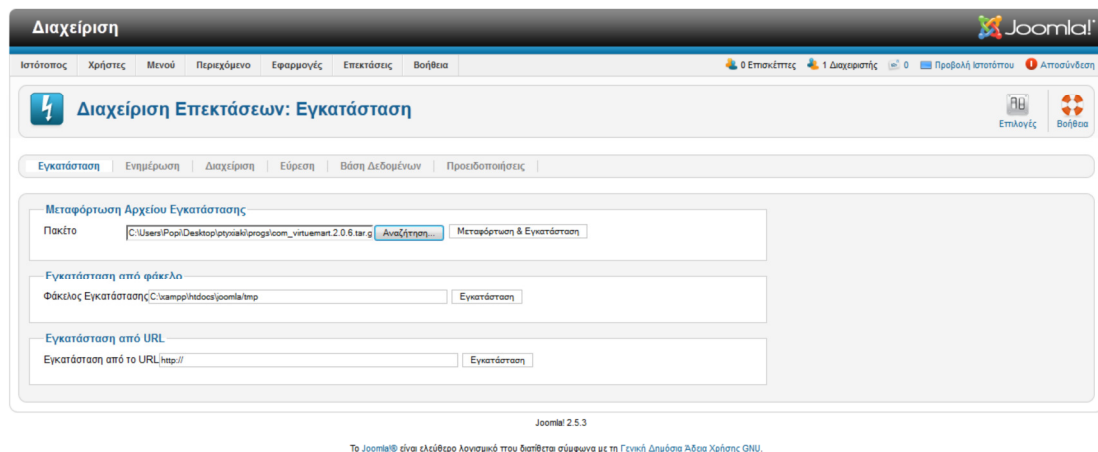 Διαχείριση
Joomla!
Ιστότοπος Χρήστες Μενού Περιεχόμενο Εφαρμογές Επεκτάσεις Βοήθεια 0 Επισκέπτες 1 Διαχειριστής 0 Προβολή Ιστοτόπου Αποσύνδεση
Διαχείριση Επεκτάσεων: Εγκατάσταση
Επιλογές Βοήθεια
Εγκατάσταση Ενημέρωση Διαχείριση Εύρεση Βάση Δεδομένων Προειδοποιήσεις
Μεταφόρτωση Αρχείου Εγκατάστασης
Πακέτο C:\Users\Popi\Desktop\ptyxiaki\progs\com_virtuemart.2.0.6.tar.g Αναζήτηση... Μεταφόρτωση & Εγκατάσταση
Εγκατάσταση από φάκελο
Φάκελος Εγκατάστασης C:\xampp\htdocs\joomla/tmp Εγκατάσταση
Εγκατάσταση από URL
Εγκατάσταση από το URL http:// Εγκατάσταση
Joomla! 2.5.3
Το Joomla!® είναι ελεύθερο λογισμικό που διατίθεται σύμφωνα με τη Γενική Δημόσια Άδεια Χρήσης GNU.